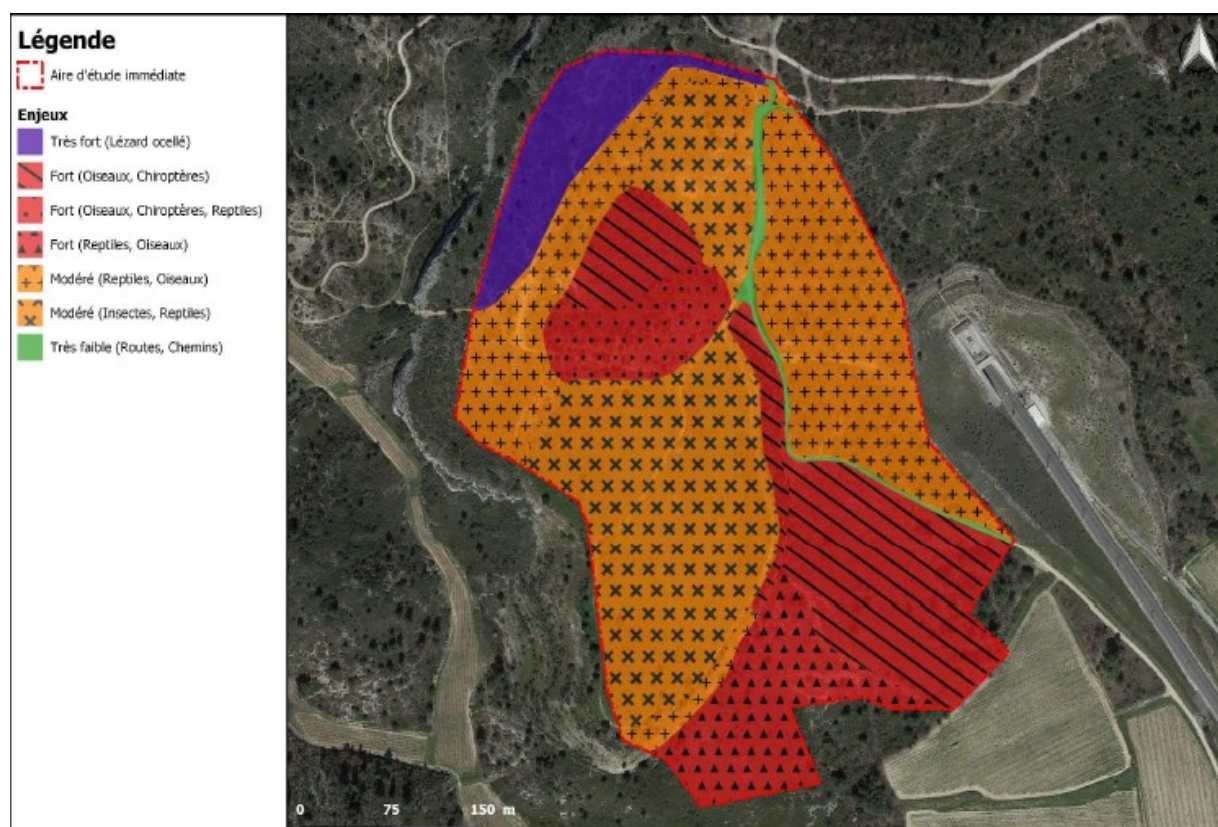 Légende
Aire d'étude immédiate
Enjeux
Très fort (Lézard ocellé)
Fort (Oiseaux, Chiroptères)
Fort (Oiseaux, Chiroptères, Reptiles)
Fort (Reptiles, Oiseaux)
Modéré (Reptiles, Oiseaux)
Modéré (Insectes, Reptiles)
Très faible (Routes, Chemins)
0 75 150 m